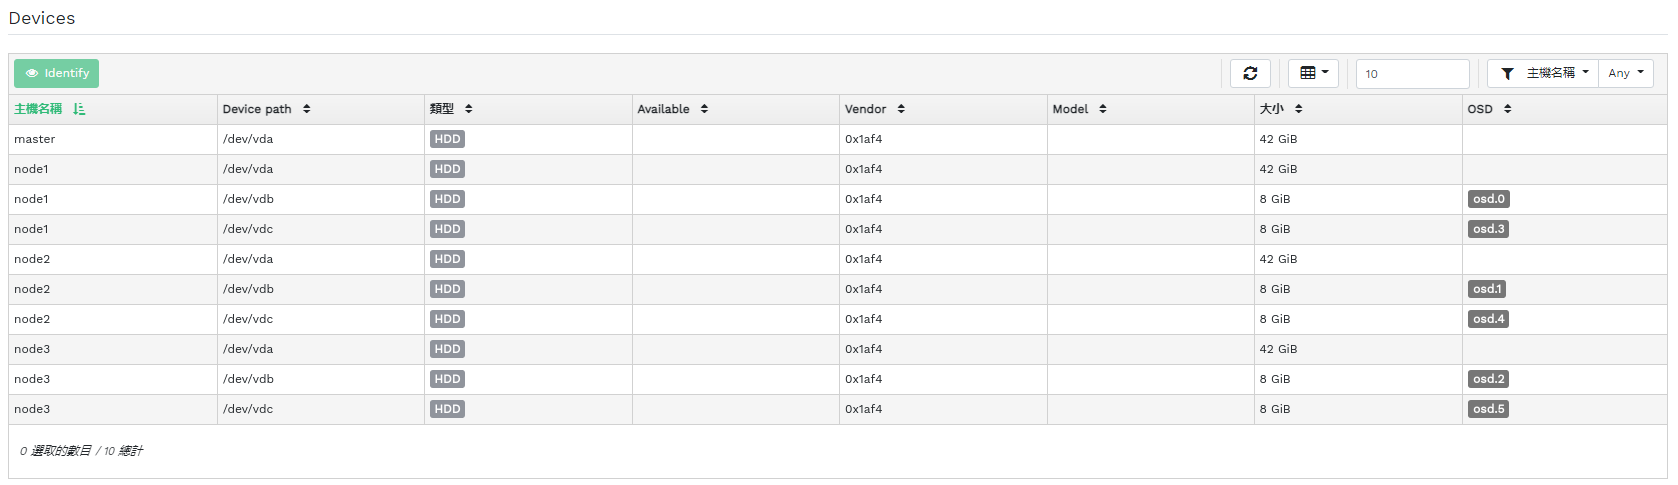 Devices
Identify 10 主機名稱 Any
主機名稱 Device path 類型 Available Vendor Model 大小 OSD
master /dev/vda HDD 0x1af4 42 GiB
node1 /dev/vda HDD 0x1af4 42 GiB
node1 /dev/vdb HDD 0x1af4 8 GiB osd.0
node1 /dev/vdc HDD 0x1af4 8 GiB osd.3
node2 /dev/vda HDD 0x1af4 42 GiB
node2 /dev/vdb HDD 0x1af4 8 GiB osd.1
node2 /dev/vdc HDD 0x1af4 8 GiB osd.4
node3 /dev/vda HDD 0x1af4 42 GiB
node3 /dev/vdb HDD 0x1af4 8 GiB osd.2
node3 /dev/vdc HDD 0x1af4 8 GiB osd.5
0 選取的數目 / 10 總計